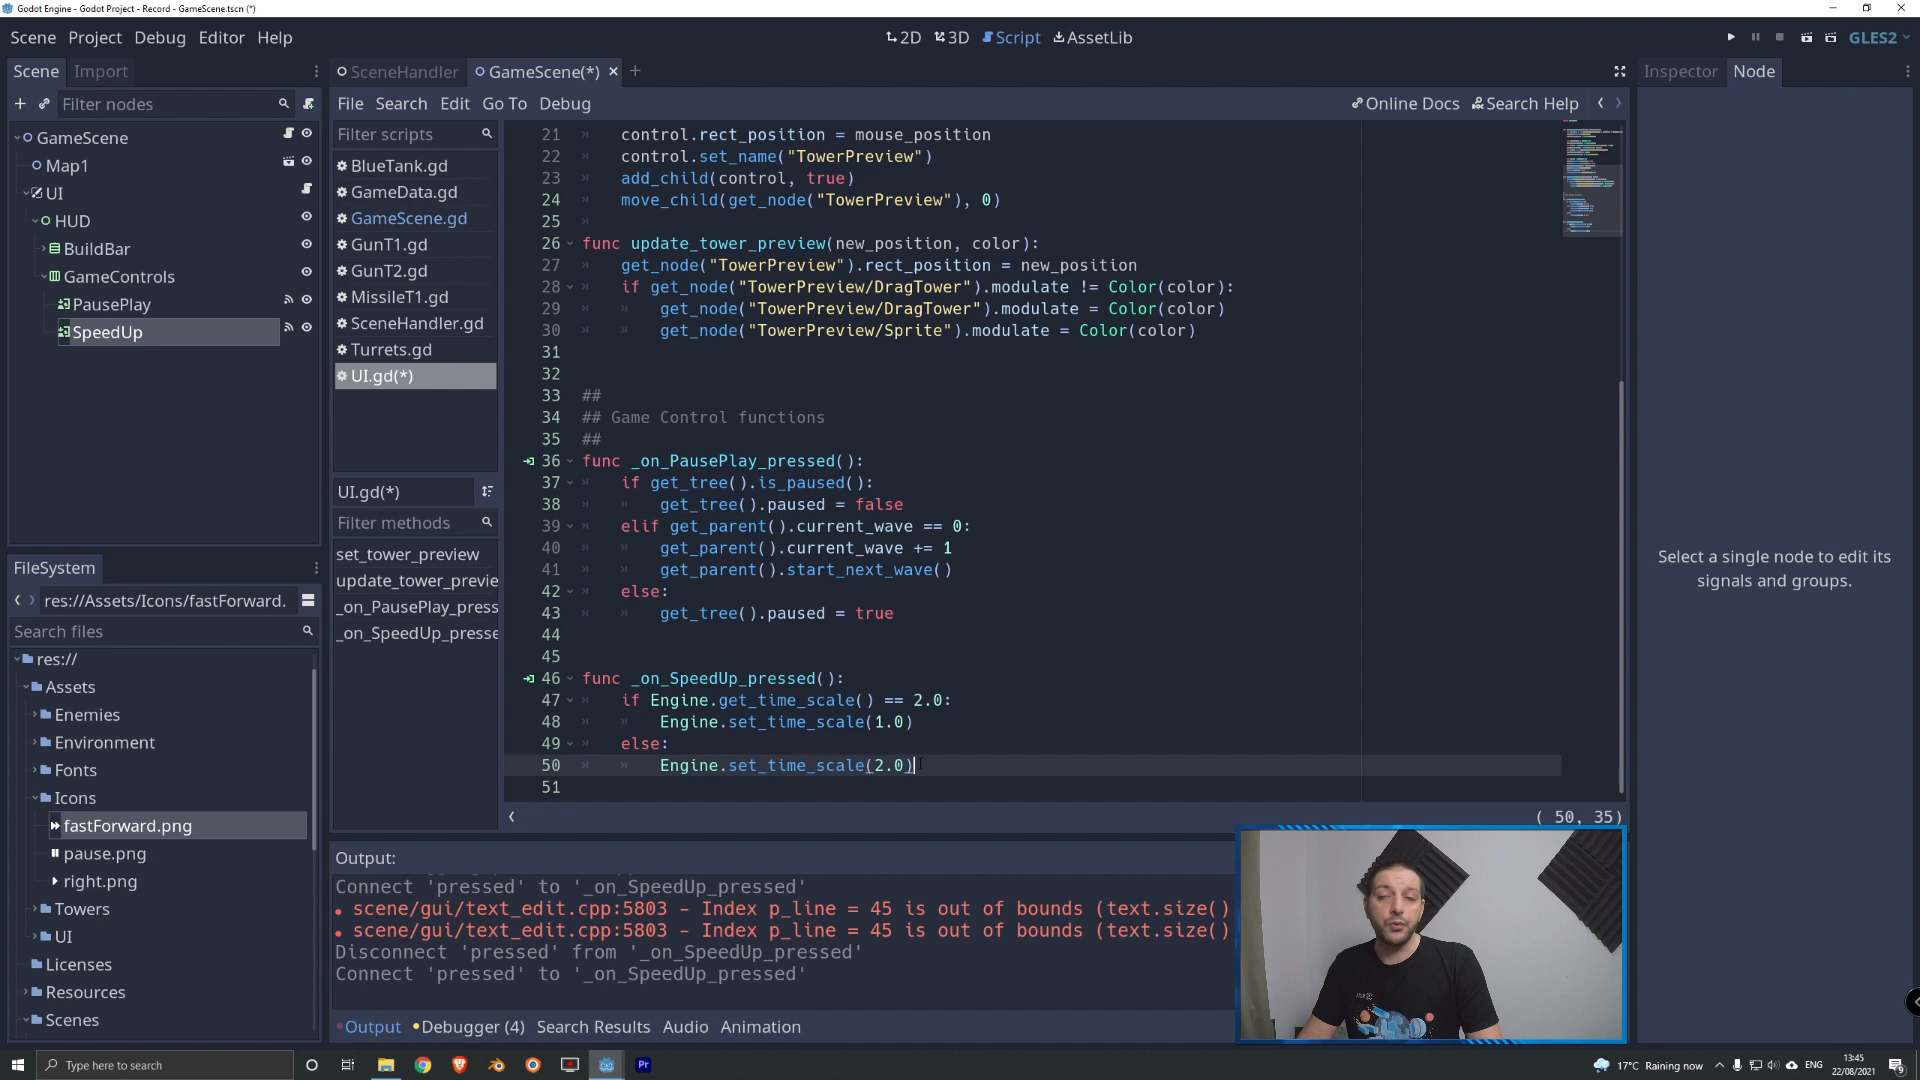 Godot Engine - Godot Project - Record - GameScene.tscn (*)
Scene Project Debug Editor Help
2D 3D Script AssetLib
GLES2
Scene Import
SceneHandler GameScene(*)
Inspector Node
Filter nodes
File Search Edit Go To Debug
Online Docs Search Help
GameScene
Map1
UI
HUD
BuildBar
GameControls
PausePlay
SpeedUp
Filter scripts
BlueTank.gd
GameData.gd
GameScene.gd
GunT1.gd
GunT2.gd
MissileT1.gd
SceneHandler.gd
Turrets.gd
UI.gd(*)
UI.gd(*)
Filter methods
set_tower_preview
update_tower_previe
_on_PausePlay_press
_on_SpeedUp_presse
21 control.rect_position = mouse_position
22 control.set_name("TowerPreview")
23 add_child(control, true)
24 move_child(get_node("TowerPreview"), 0)
25
26 func update_tower_preview(new_position, color):
27 get_node("TowerPreview").rect_position = new_position
28 if get_node("TowerPreview/DragTower").modulate != Color(color):
29 get_node("TowerPreview/DragTower").modulate = Color(color)
30 get_node("TowerPreview/Sprite").modulate = Color(color)
31
32
33 ##
34 ## Game Control functions
35 ##
36 func _on_PausePlay_pressed():
37 if get_tree().is_paused():
38 get_tree().paused = false
39 elif get_parent().current_wave == 0:
40 get_parent().current_wave += 1
41 get_parent().start_next_wave()
42 else:
43 get_tree().paused = true
44
45
46 func _on_SpeedUp_pressed():
47 if Engine.get_time_scale() == 2.0:
48 Engine.set_time_scale(1.0)
49 else:
50 Engine.set_time_scale(2.0)
51
( 50, 35)
Select a single node to edit its
signals and groups.
FileSystem
res://Assets/Icons/fastForward.
Search files
res://
Assets
Enemies
Environment
Fonts
Icons
fastForward.png
pause.png
right.png
Towers
UI
Licenses
Resources
Scenes
Output:
Connect 'pressed' to '_on_SpeedUp_pressed'
scene/gui/text_edit.cpp:5803 - Index p_line = 45 is out of bounds (text.size()
scene/gui/text_edit.cpp:5803 - Index p_line = 45 is out of bounds (text.size()
Disconnect 'pressed' from '_on_SpeedUp_pressed'
Connect 'pressed' to '_on_SpeedUp_pressed'
Output Debugger (4) Search Results Audio Animation
Type here to search
Pr
17°C Raining now
ENG
13:45
22/08/2021